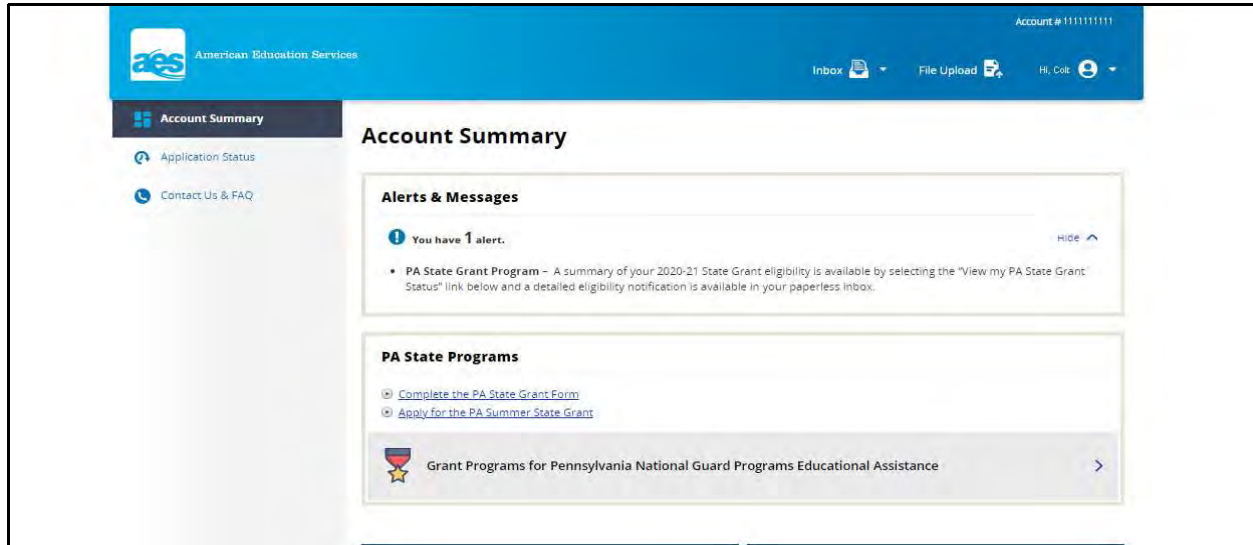 Account # 1111111111
aes American Education Services
Inbox File Upload Hi, Colt
Account Summary
Application Status
Contact Us & FAQ
Account Summary
Alerts & Messages
You have 1 alert.
Hide
• PA State Grant Program – A summary of your 2020-21 State Grant eligibility is available by selecting the "View my PA State Grant
Status" link below and a detailed eligibility notification is available in your paperless inbox.
PA State Programs
Complete the PA State Grant Form
Apply for the PA Summer State Grant
Grant Programs for Pennsylvania National Guard Programs Educational Assistance